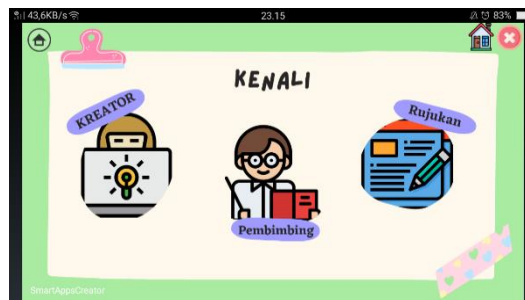 43,6KB/s
23.15
83%
KENALI
KREATOR
Rujukan
Pembimbing
SmartAppsCreator